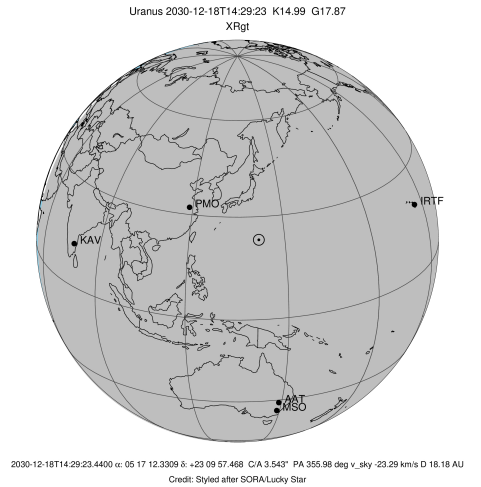 Uranus 2030-12-18T14:29:23 K14.99 G17.87
XRgt
PMO
IRTF
KAV
AAT
MSO
2030-12-18T14:29:23.4400 α: 05 17 12.3309 δ: +23 09 57.468 C/A 3.543" PA 355.98 deg v_sky -23.29 km/s D 18.18 AU
Credit: Styled after SORA/Lucky Star